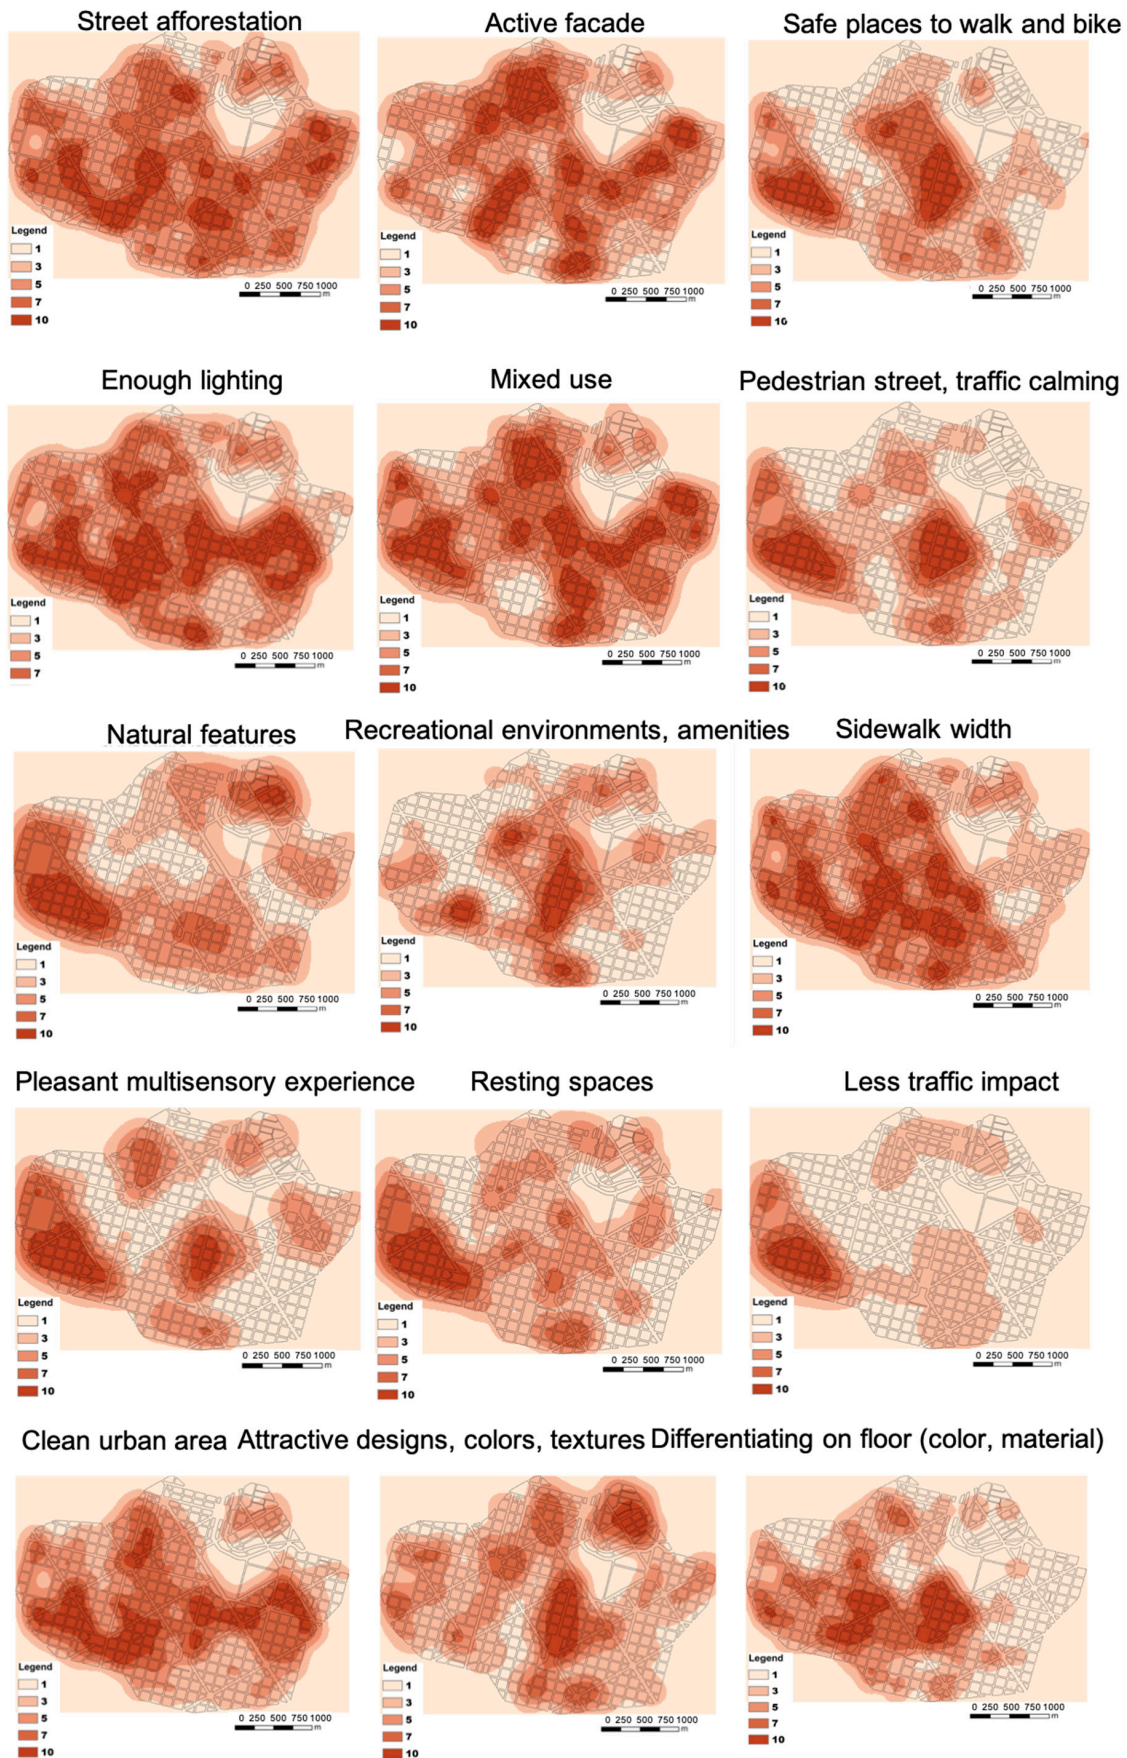 Street afforestation
Active facade
Safe places to walk and bike
Legend
1
3
5
7
10
0 250 500 750 1000
m
Legend
1
3
5
7
10
0 250 500 750 1000
m
Legend
1
3
5
7
10
0 250 500 750 1000
m
Enough lighting
Mixed use
Pedestrian street, traffic calming
Legend
1
3
5
7
0 250 500 750 1000
m
Legend
1
3
5
7
10
0 250 500 750 1000
m
Legend
1
3
5
7
10
0 250 500 750 1000
m
Natural features
Recreational environments, amenities
Sidewalk width
Legend
1
3
5
7
10
0 250 500 750 1000
m
Legend
1
3
5
7
10
0 250 500 750 1000
m
Legend
1
3
5
7
10
0 250 500 750 1000
m
Pleasant multisensory experience
Resting spaces
Less traffic impact
Legend
1
3
5
7
10
0 250 500 750 1000
m
Legend
1
3
5
7
10
0 250 500 750 1000
m
Legend
1
3
5
7
10
0 250 500 750 1000
m
Clean urban area
Attractive designs, colors, textures
Differentiating on floor (color, material)
Legend
1
3
5
7
10
0 250 500 750 1000
m
Legend
1
3
5
7
10
0 250 500 750 1000
m
Legend
1
3
5
7
10
0 250 500 750 1000
m